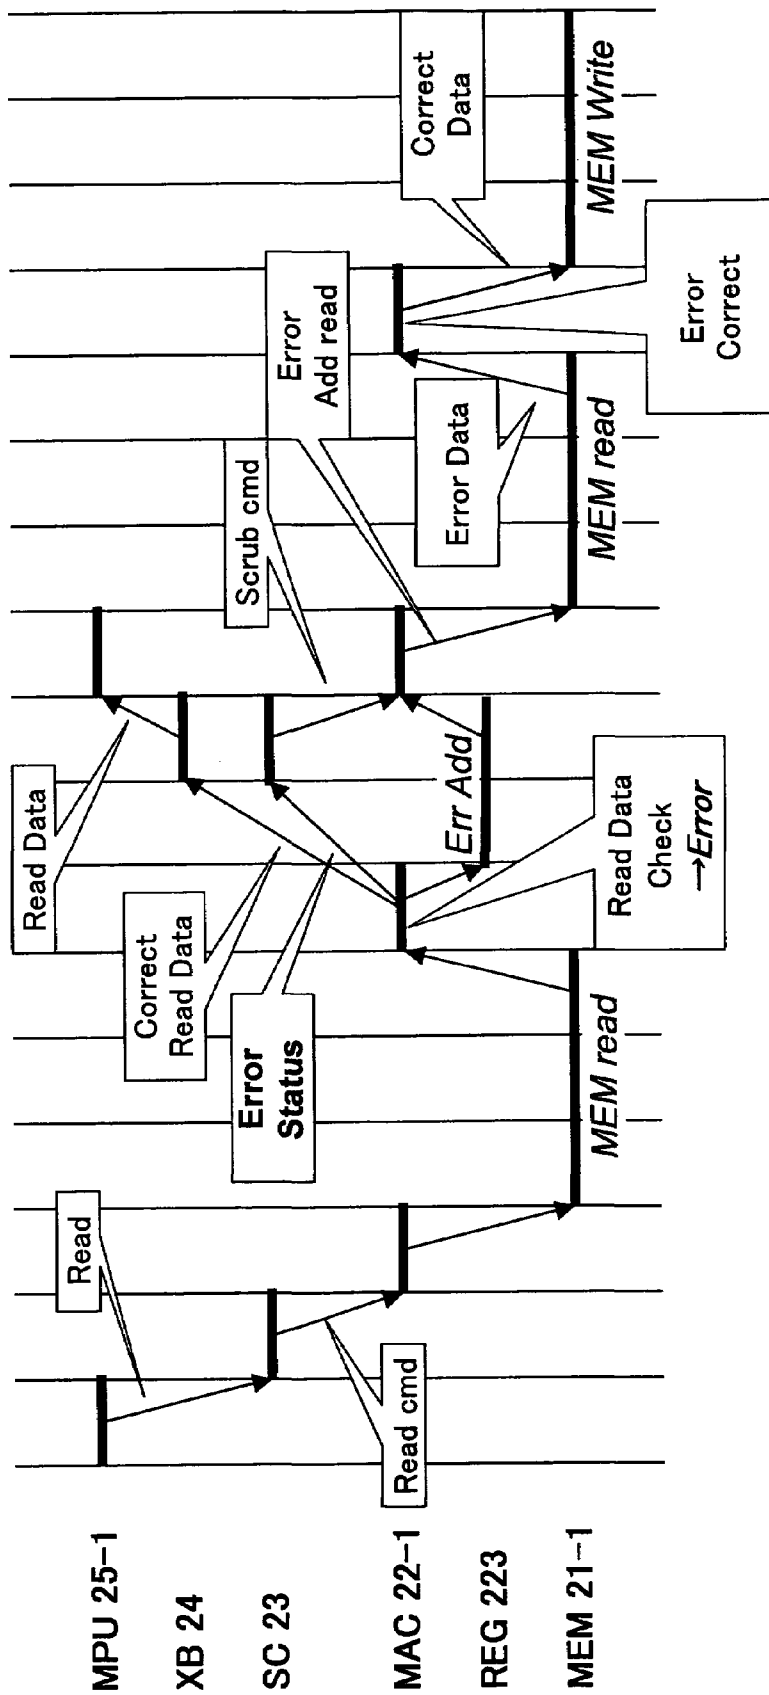 MPU 25-1
XB 24
SC 23
MAC 22-1
REG 223
MEM 21-1
Read
Read cmd
MEM read
Read Data
Correct
Read Data
Error
Status
Err Add
Read Data
Check
→Error
Scrub cmd
Error
Add read
Error Data
MEM read
Error
Correct
Correct
Data
MEM Write